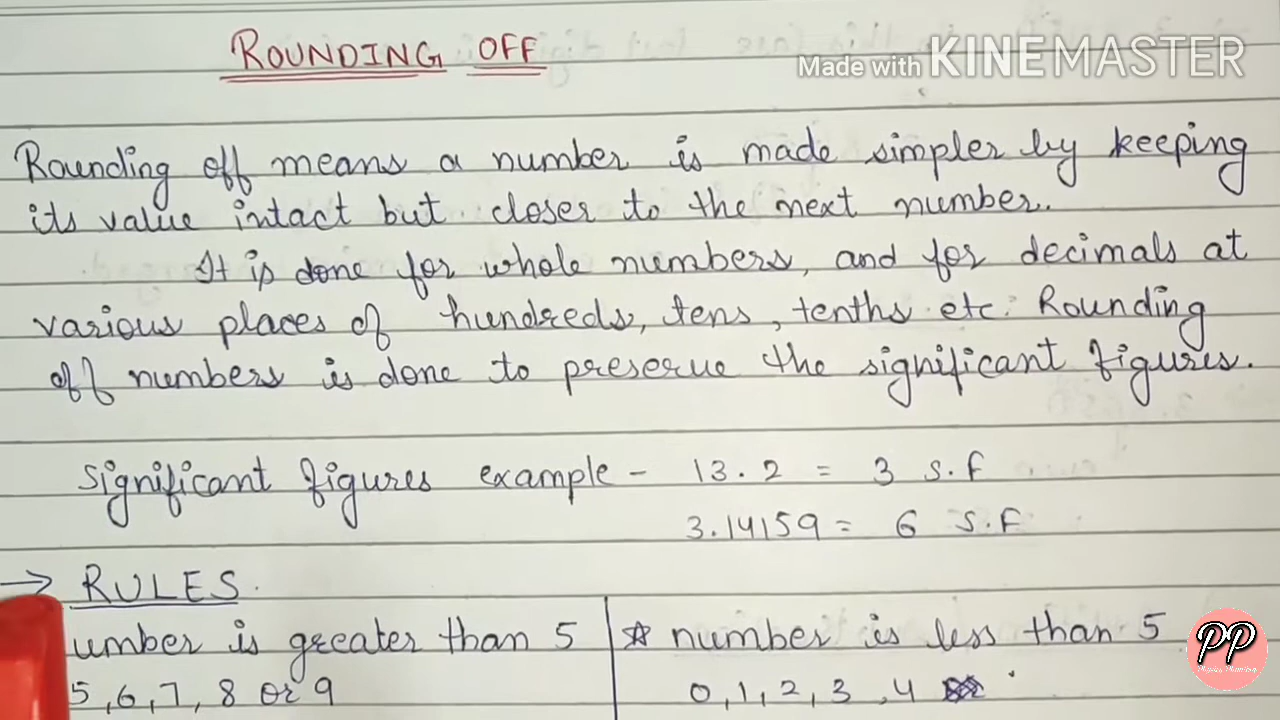 ROUNDING OFF
Made with KINEMASTER
Rounding off means a number is made simpler by keeping
its value intact but closer to the next number.
It is done for whole numbers, and for decimals at
various places of hundreds, tens, tenths etc. Rounding
off numbers is done to preserve the significant figures.
Significant figures example - 13.2 = 3 S.F
3.14159 = 6 S.F
→ RULES.
umber is greater than 5
5, 6, 7, 8 or 9
☆ number is less than 5
0, 1, 2, 3, 4
PP